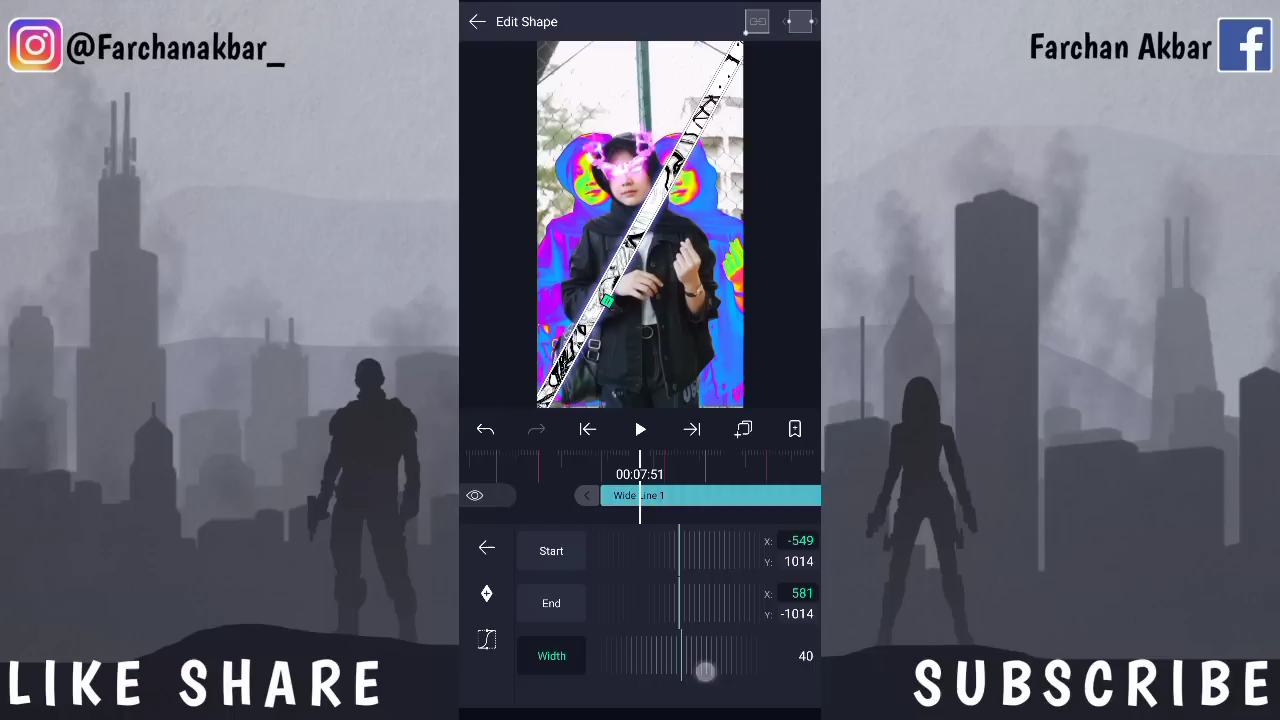 @Farchanakbar_
Farchan Akbar
Edit Shape
00:07:51
Wide Line 1
Start
X: -549
Y: 1014
End
X: 581
Y: -1014
Width
40
LIKE SHARE
SUBSCRIBE